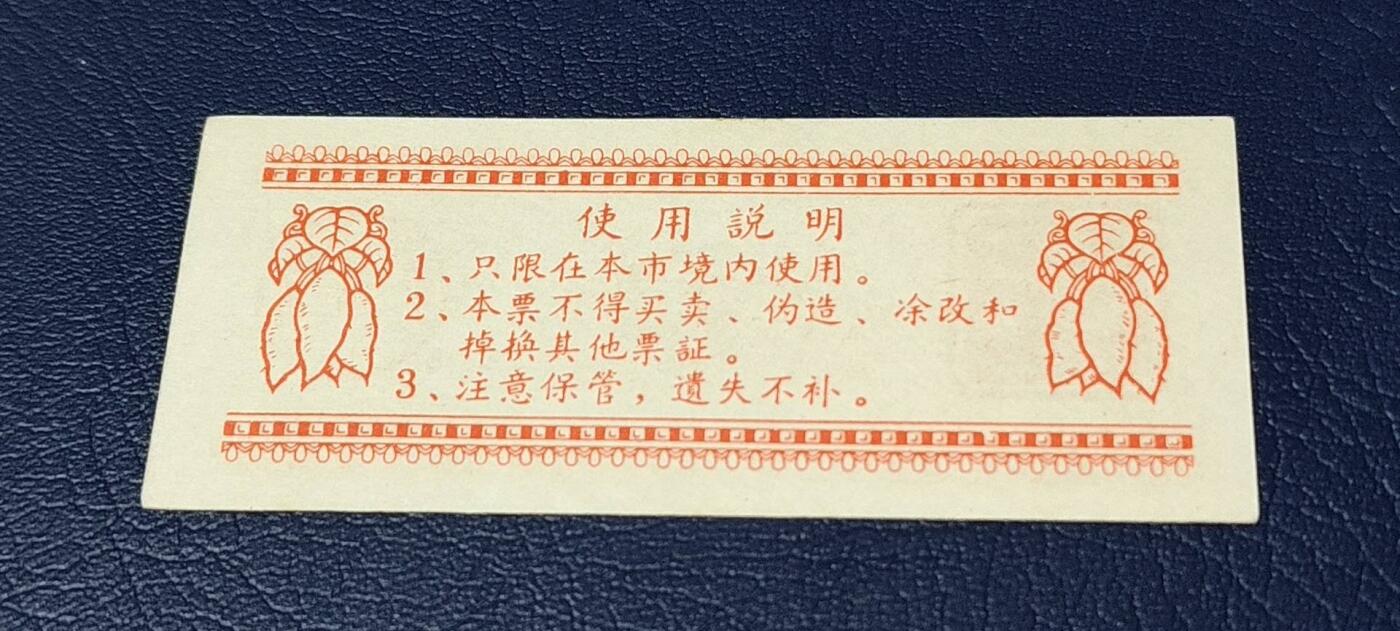 使用説明
1、只限在本市境内使用。
2、本票不得买卖、伪造、涂改和
掉换其他票証。
3、注意保管，遺失不补。